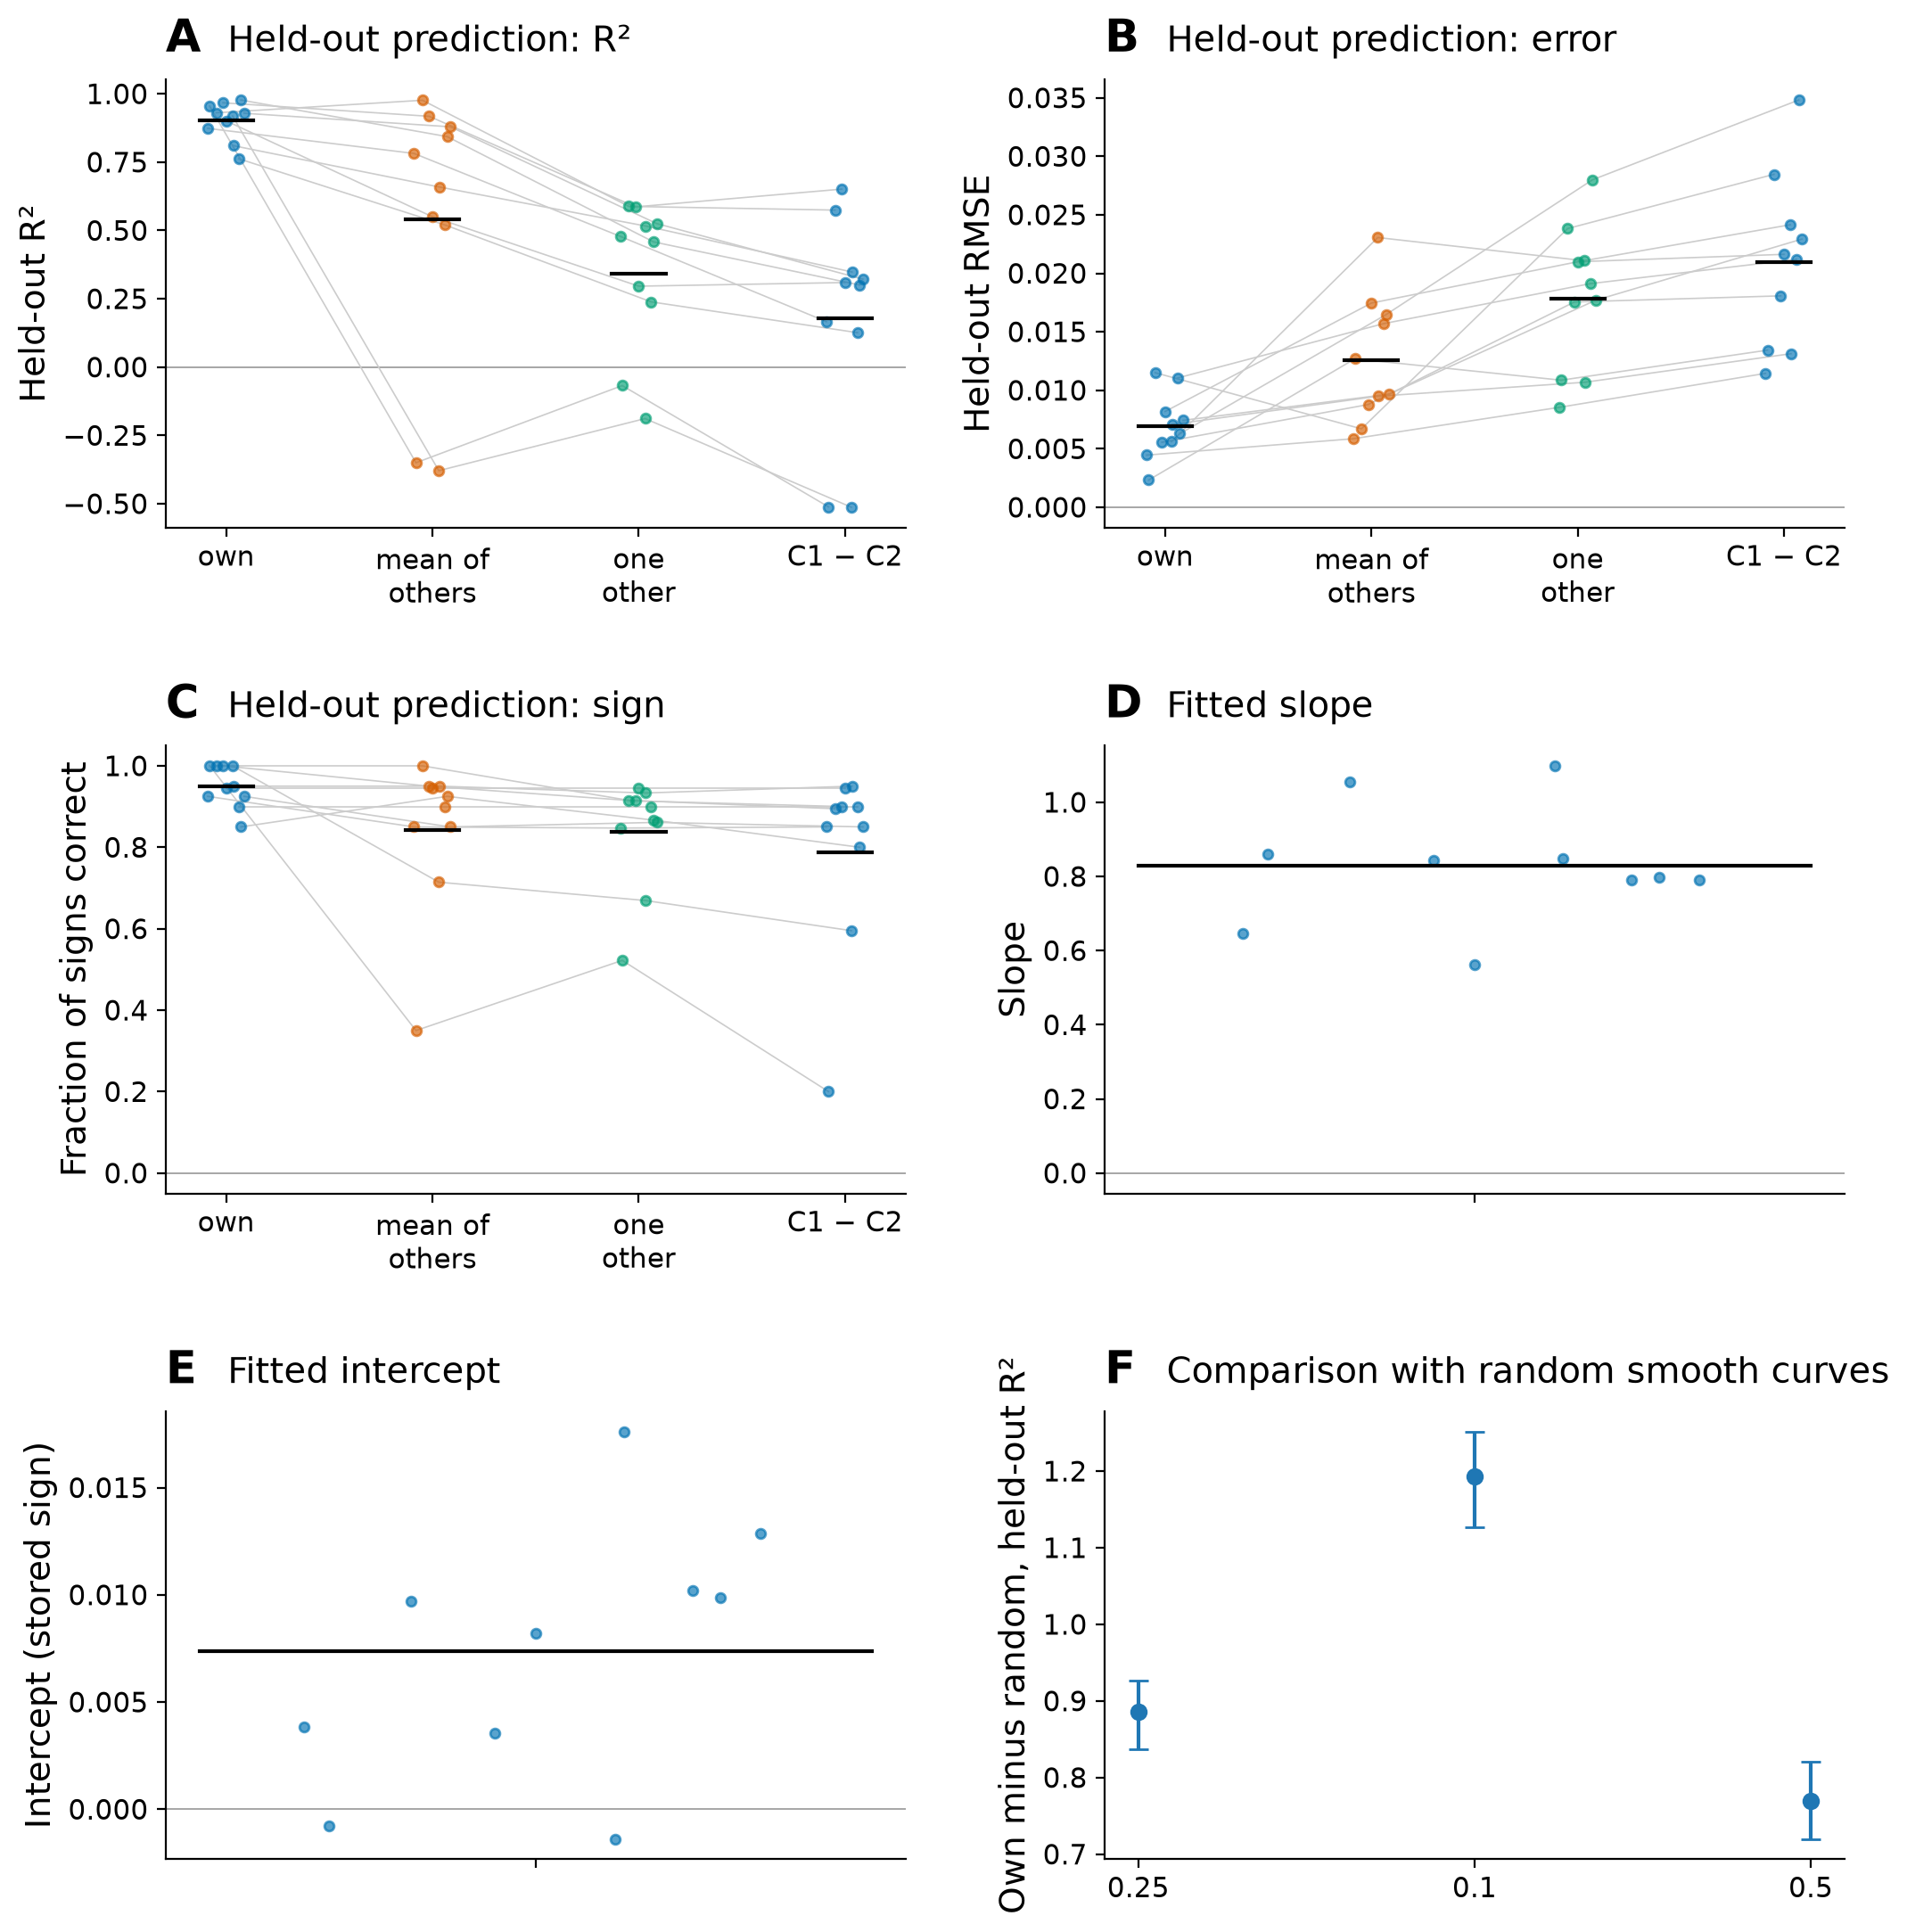 A Held-out prediction: R²
Held-out R²
1.00
0.75
0.50
0.25
0.00
−0.25
−0.50
own
mean of
others
one
other
C1 − C2
B Held-out prediction: error
Held-out RMSE
0.035
0.030
0.025
0.020
0.015
0.010
0.005
0.000
own
mean of
others
one
other
C1 − C2
C Held-out prediction: sign
Fraction of signs correct
1.0
0.8
0.6
0.4
0.2
0.0
own
mean of
others
one
other
C1 − C2
D Fitted slope
Slope
1.0
0.8
0.6
0.4
0.2
0.0
E Fitted intercept
Intercept (stored sign)
0.015
0.010
0.005
0.000
F Comparison with random smooth curves
Own minus random, held-out R²
1.2
1.1
1.0
0.9
0.8
0.7
0.25
0.1
0.5